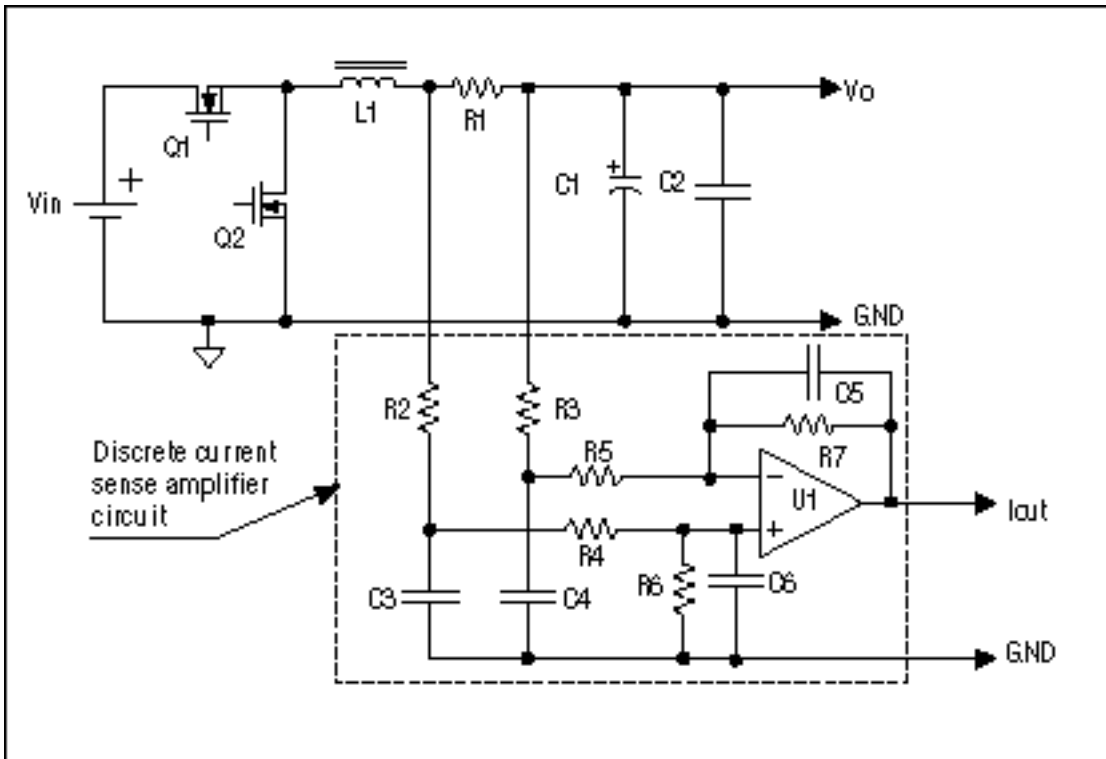 L1
R1
Vo
Q1
C1
+
C2
+
Vin
Q2
GND
R2
R3
C5
Discrete current
sense amplifier
circuit
R5
R7
−
U1
Iout
+
R4
C3
C4
R6
C6
GND